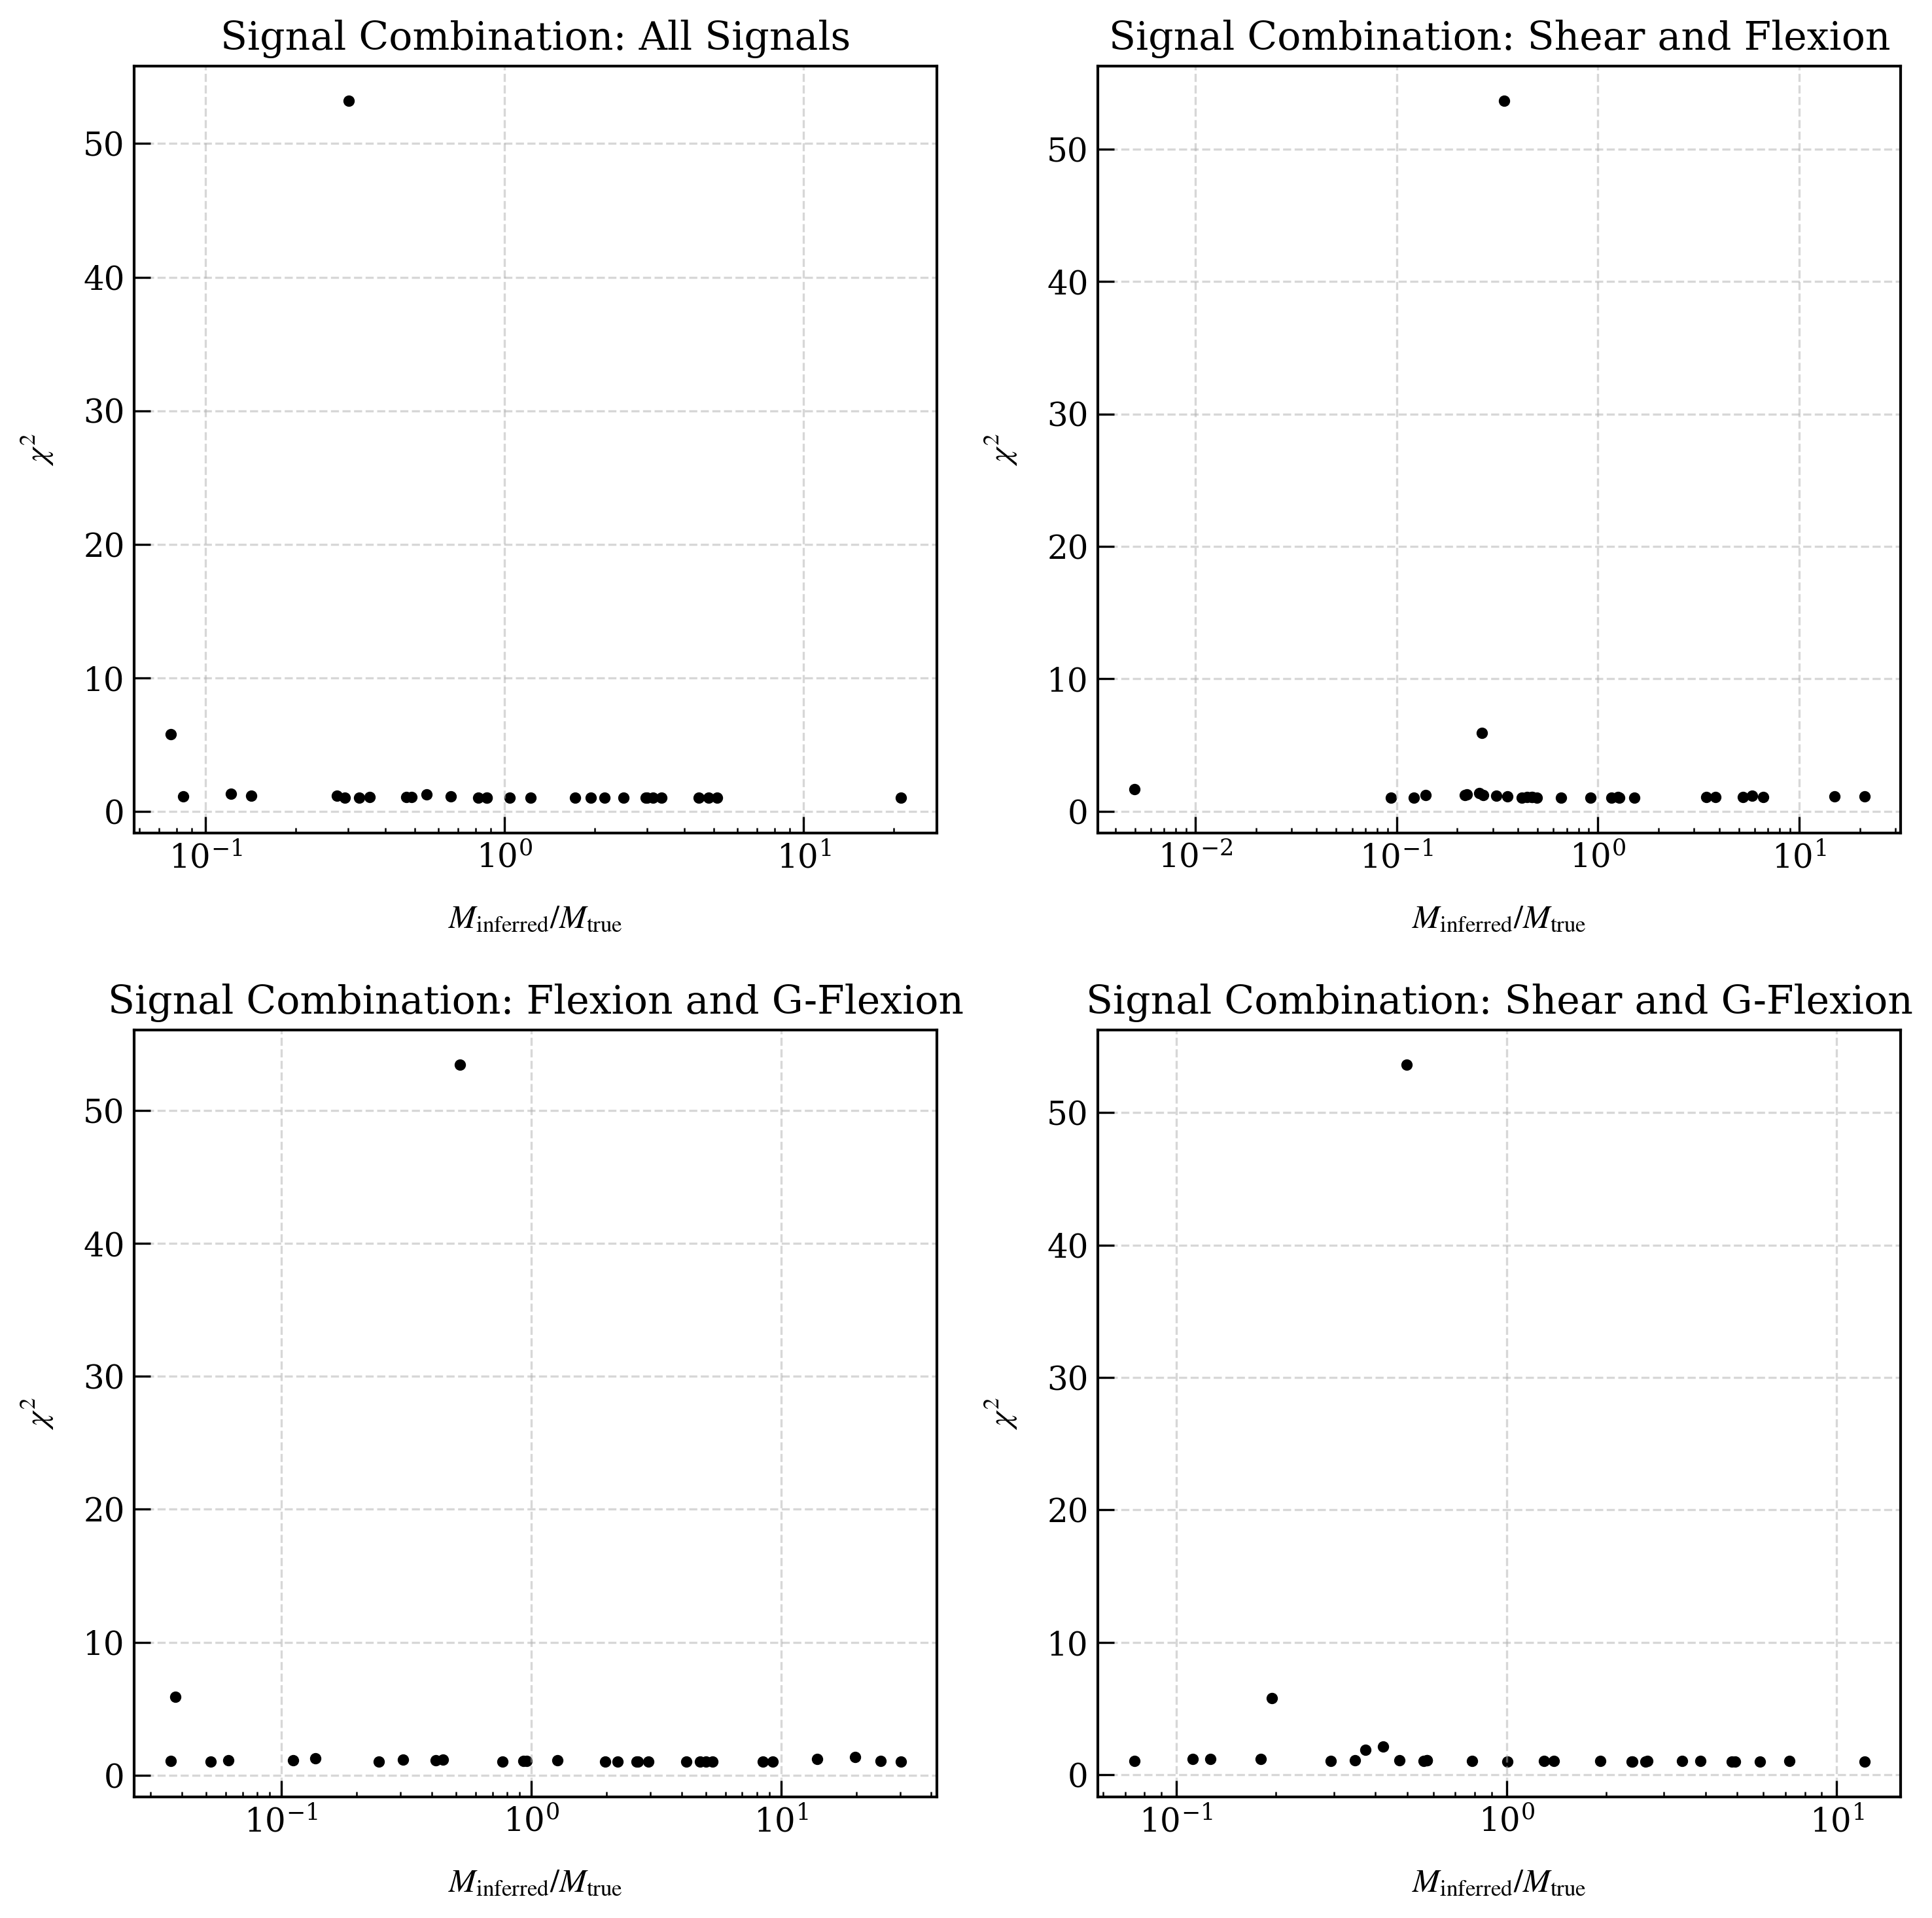 Signal Combination: All Signals
50
40
30
20
10
0
χ²
10⁻¹ 10⁰ 10¹
M_inferred/M_true
Signal Combination: Shear and Flexion
50
40
30
20
10
0
χ²
10⁻² 10⁻¹ 10⁰ 10¹
M_inferred/M_true
Signal Combination: Flexion and G-Flexion
50
40
30
20
10
0
χ²
10⁻¹ 10⁰ 10¹
M_inferred/M_true
Signal Combination: Shear and G-Flexion
50
40
30
20
10
0
χ²
10⁻¹ 10⁰ 10¹
M_inferred/M_true